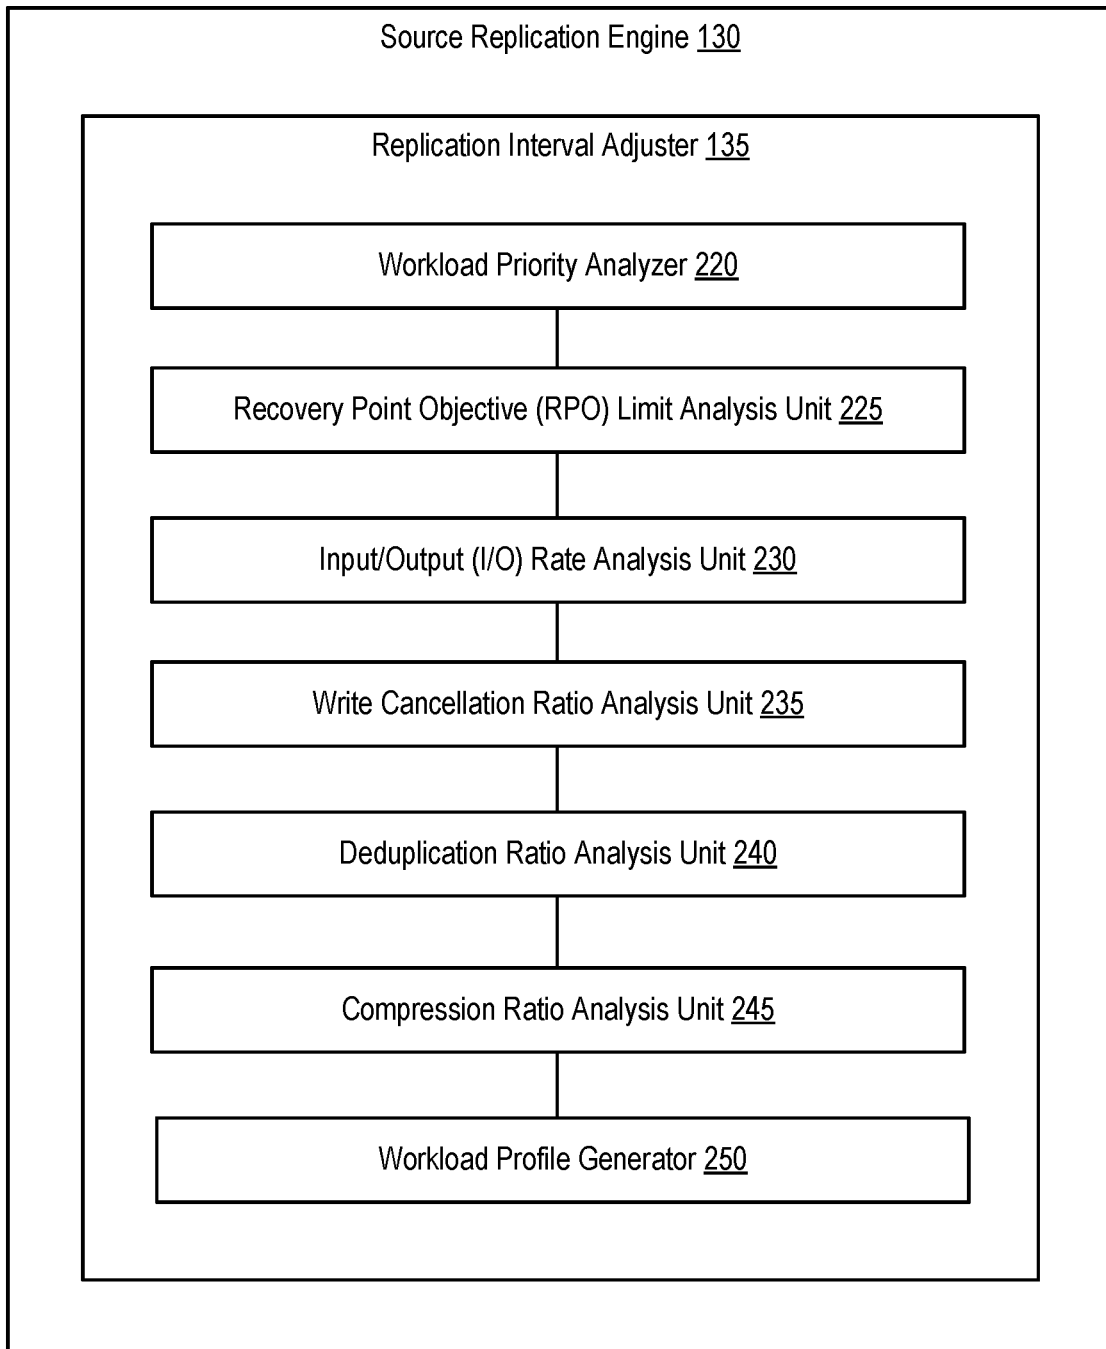 Source Replication Engine 130
Replication Interval Adjuster 135
Workload Priority Analyzer 220
Recovery Point Objective (RPO) Limit Analysis Unit 225
Input/Output (I/O) Rate Analysis Unit 230
Write Cancellation Ratio Analysis Unit 235
Deduplication Ratio Analysis Unit 240
Compression Ratio Analysis Unit 245
Workload Profile Generator 250